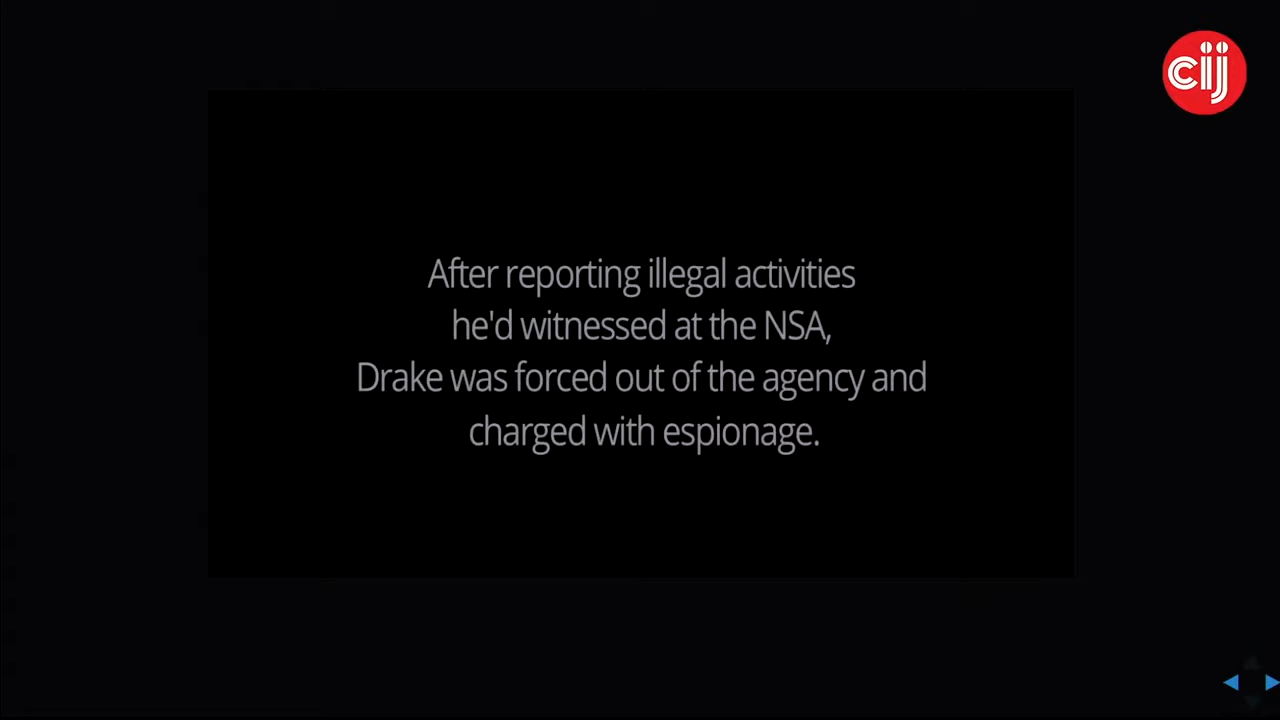 cij
After reporting illegal activities
he'd witnessed at the NSA,
Drake was forced out of the agency and
charged with espionage.